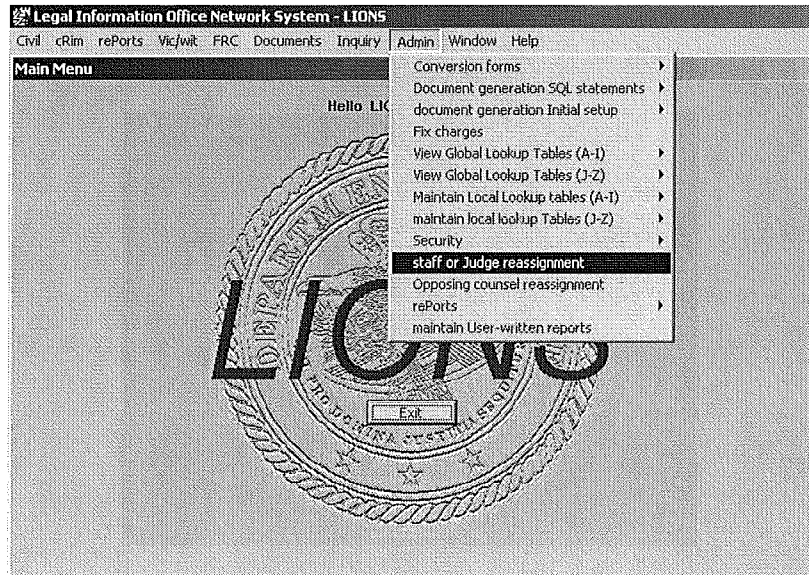 Legal Information Office Network System - LIONS
Civil cRim rePorts Vic/wit FRC Documents Inquiry Admin Window Help
Main Menu
Hello LIO
Conversion forms
Document generation SQL statements
document generation Initial setup
Fix charges
View Global Lookup Tables (A-I)
View Global Lookup Tables (J-Z)
Maintain Local Lookup tables (A-I)
maintain local lookup Tables (J-Z)
Security
staff or Judge reassignment
Opposing counsel reassignment
rePorts
maintain User-written reports
LIONS
Exit